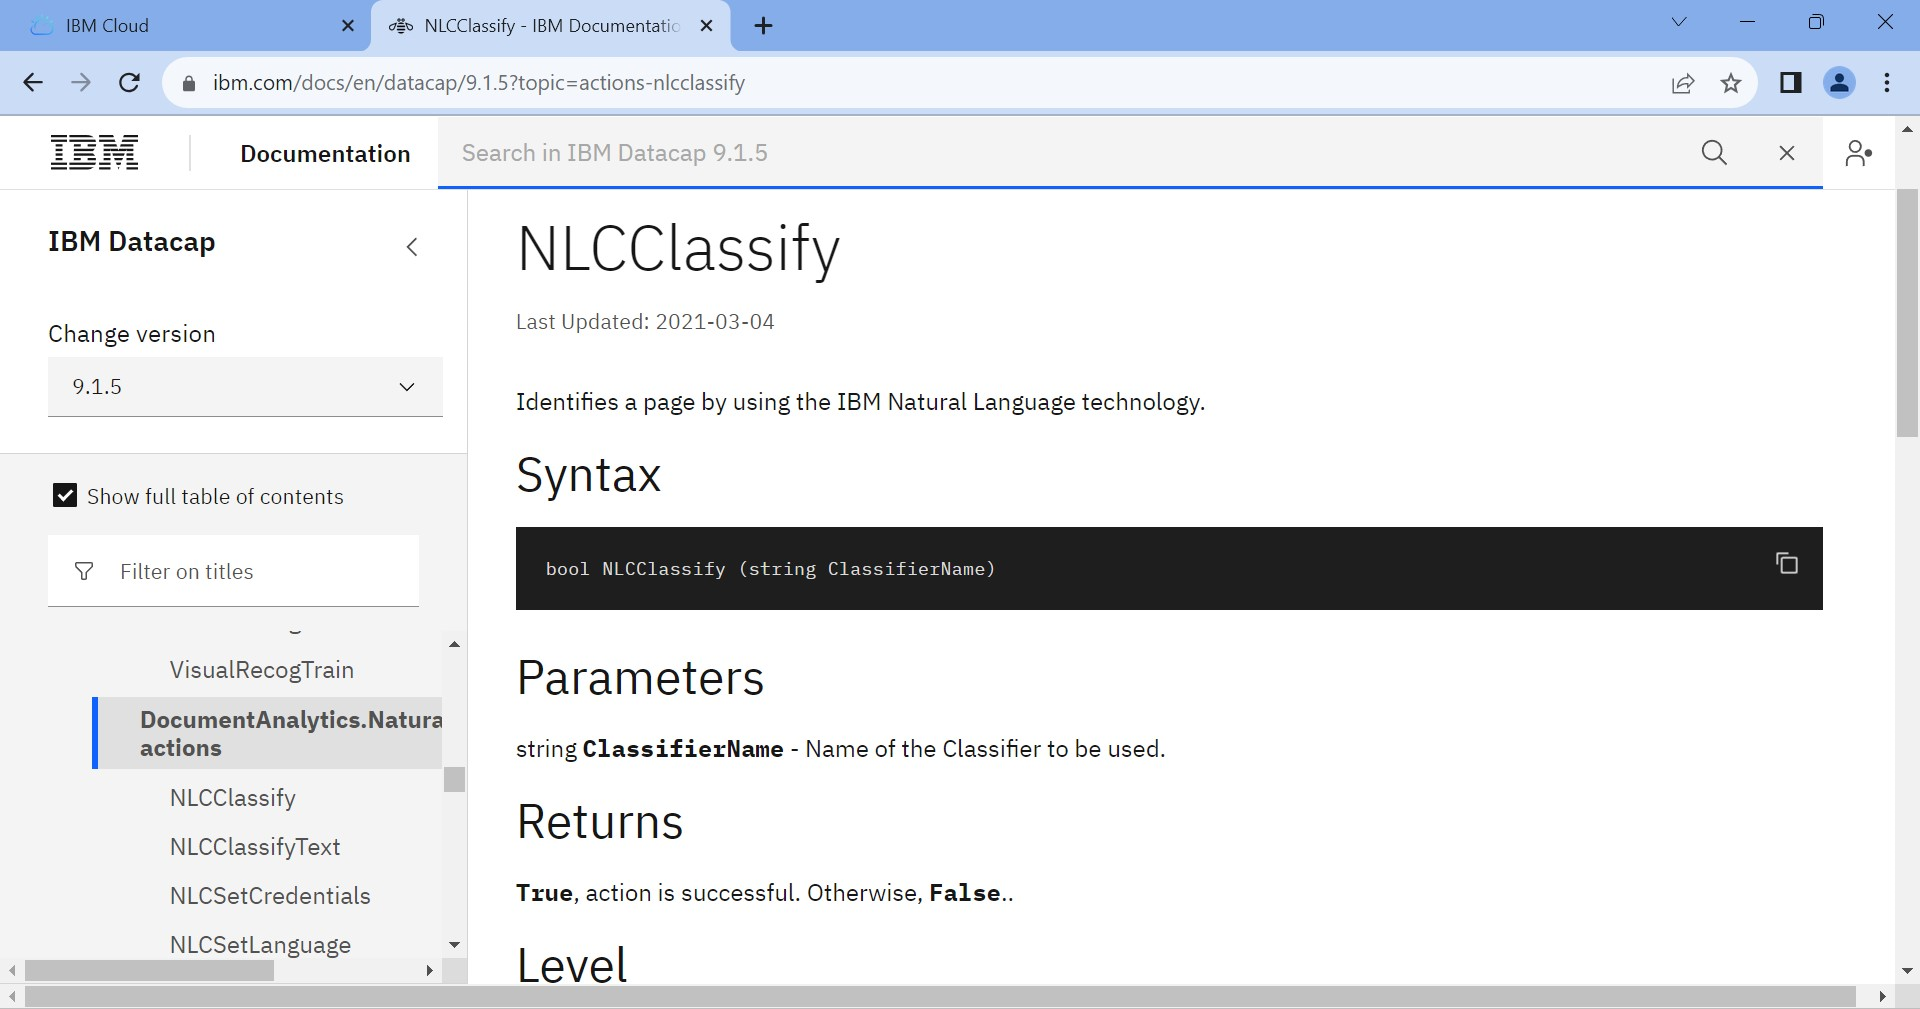 IBM Cloud
NLCClassify - IBM Documentatio
ibm.com/docs/en/datacap/9.1.5?topic=actions-nlcclassify
IBM
Documentation
Search in IBM Datacap 9.1.5
IBM Datacap
Change version
9.1.5
Show full table of contents
Filter on titles
VisualRecogTrain
DocumentAnalytics.Natura
actions
NLCClassify
NLCClassifyText
NLCSetCredentials
NLCSetLanguage
NLCClassify
Last Updated: 2021-03-04
Identifies a page by using the IBM Natural Language technology.
Syntax
bool NLCClassify (string ClassifierName)
Parameters
string ClassifierName - Name of the Classifier to be used.
Returns
True, action is successful. Otherwise, False..
Level